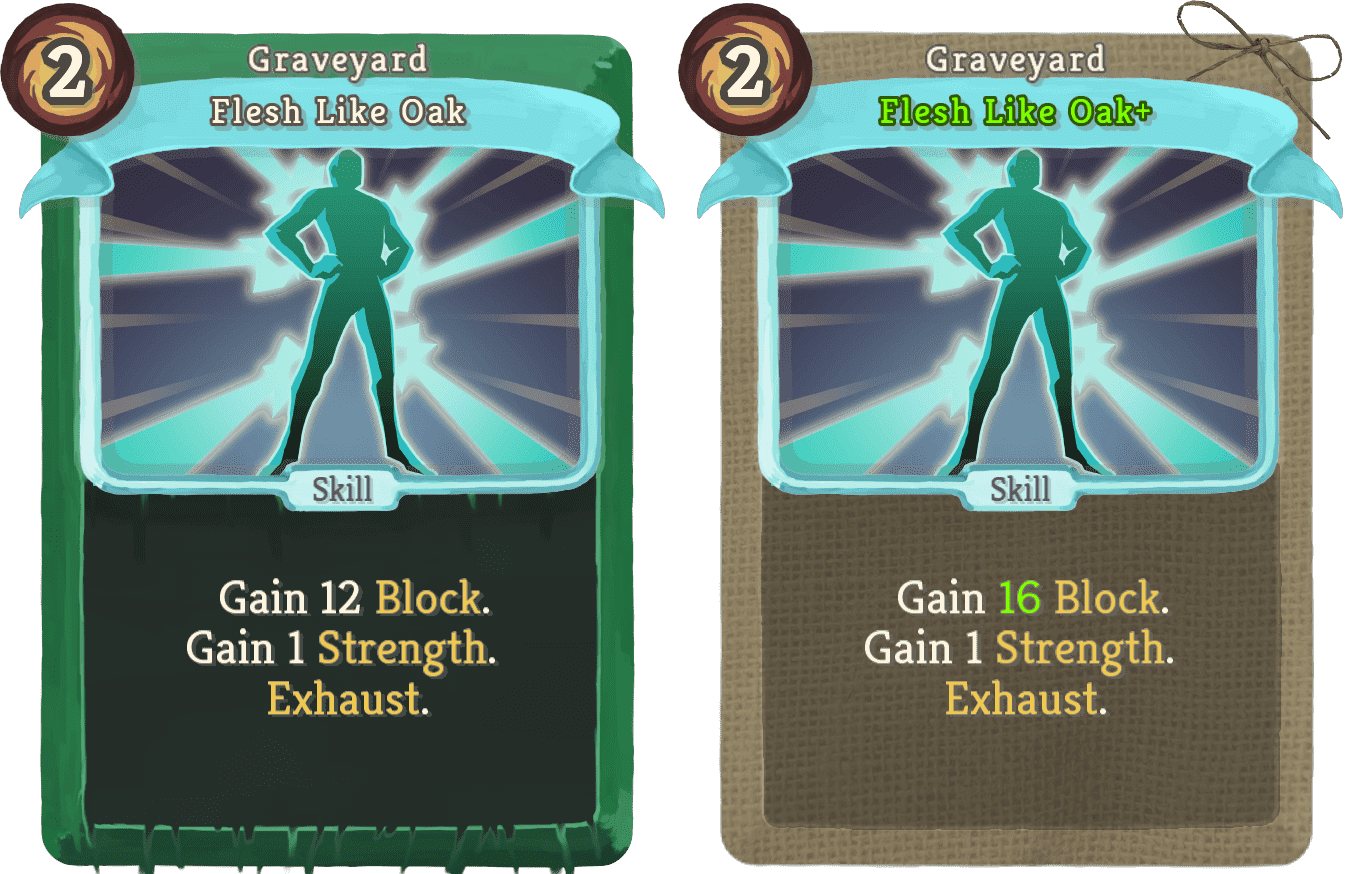 2
Graveyard
Flesh Like Oak
Skill
Gain 12 Block.
Gain 1 Strength.
Exhaust.
2
Graveyard
Flesh Like Oak+
Skill
Gain 16 Block.
Gain 1 Strength.
Exhaust.